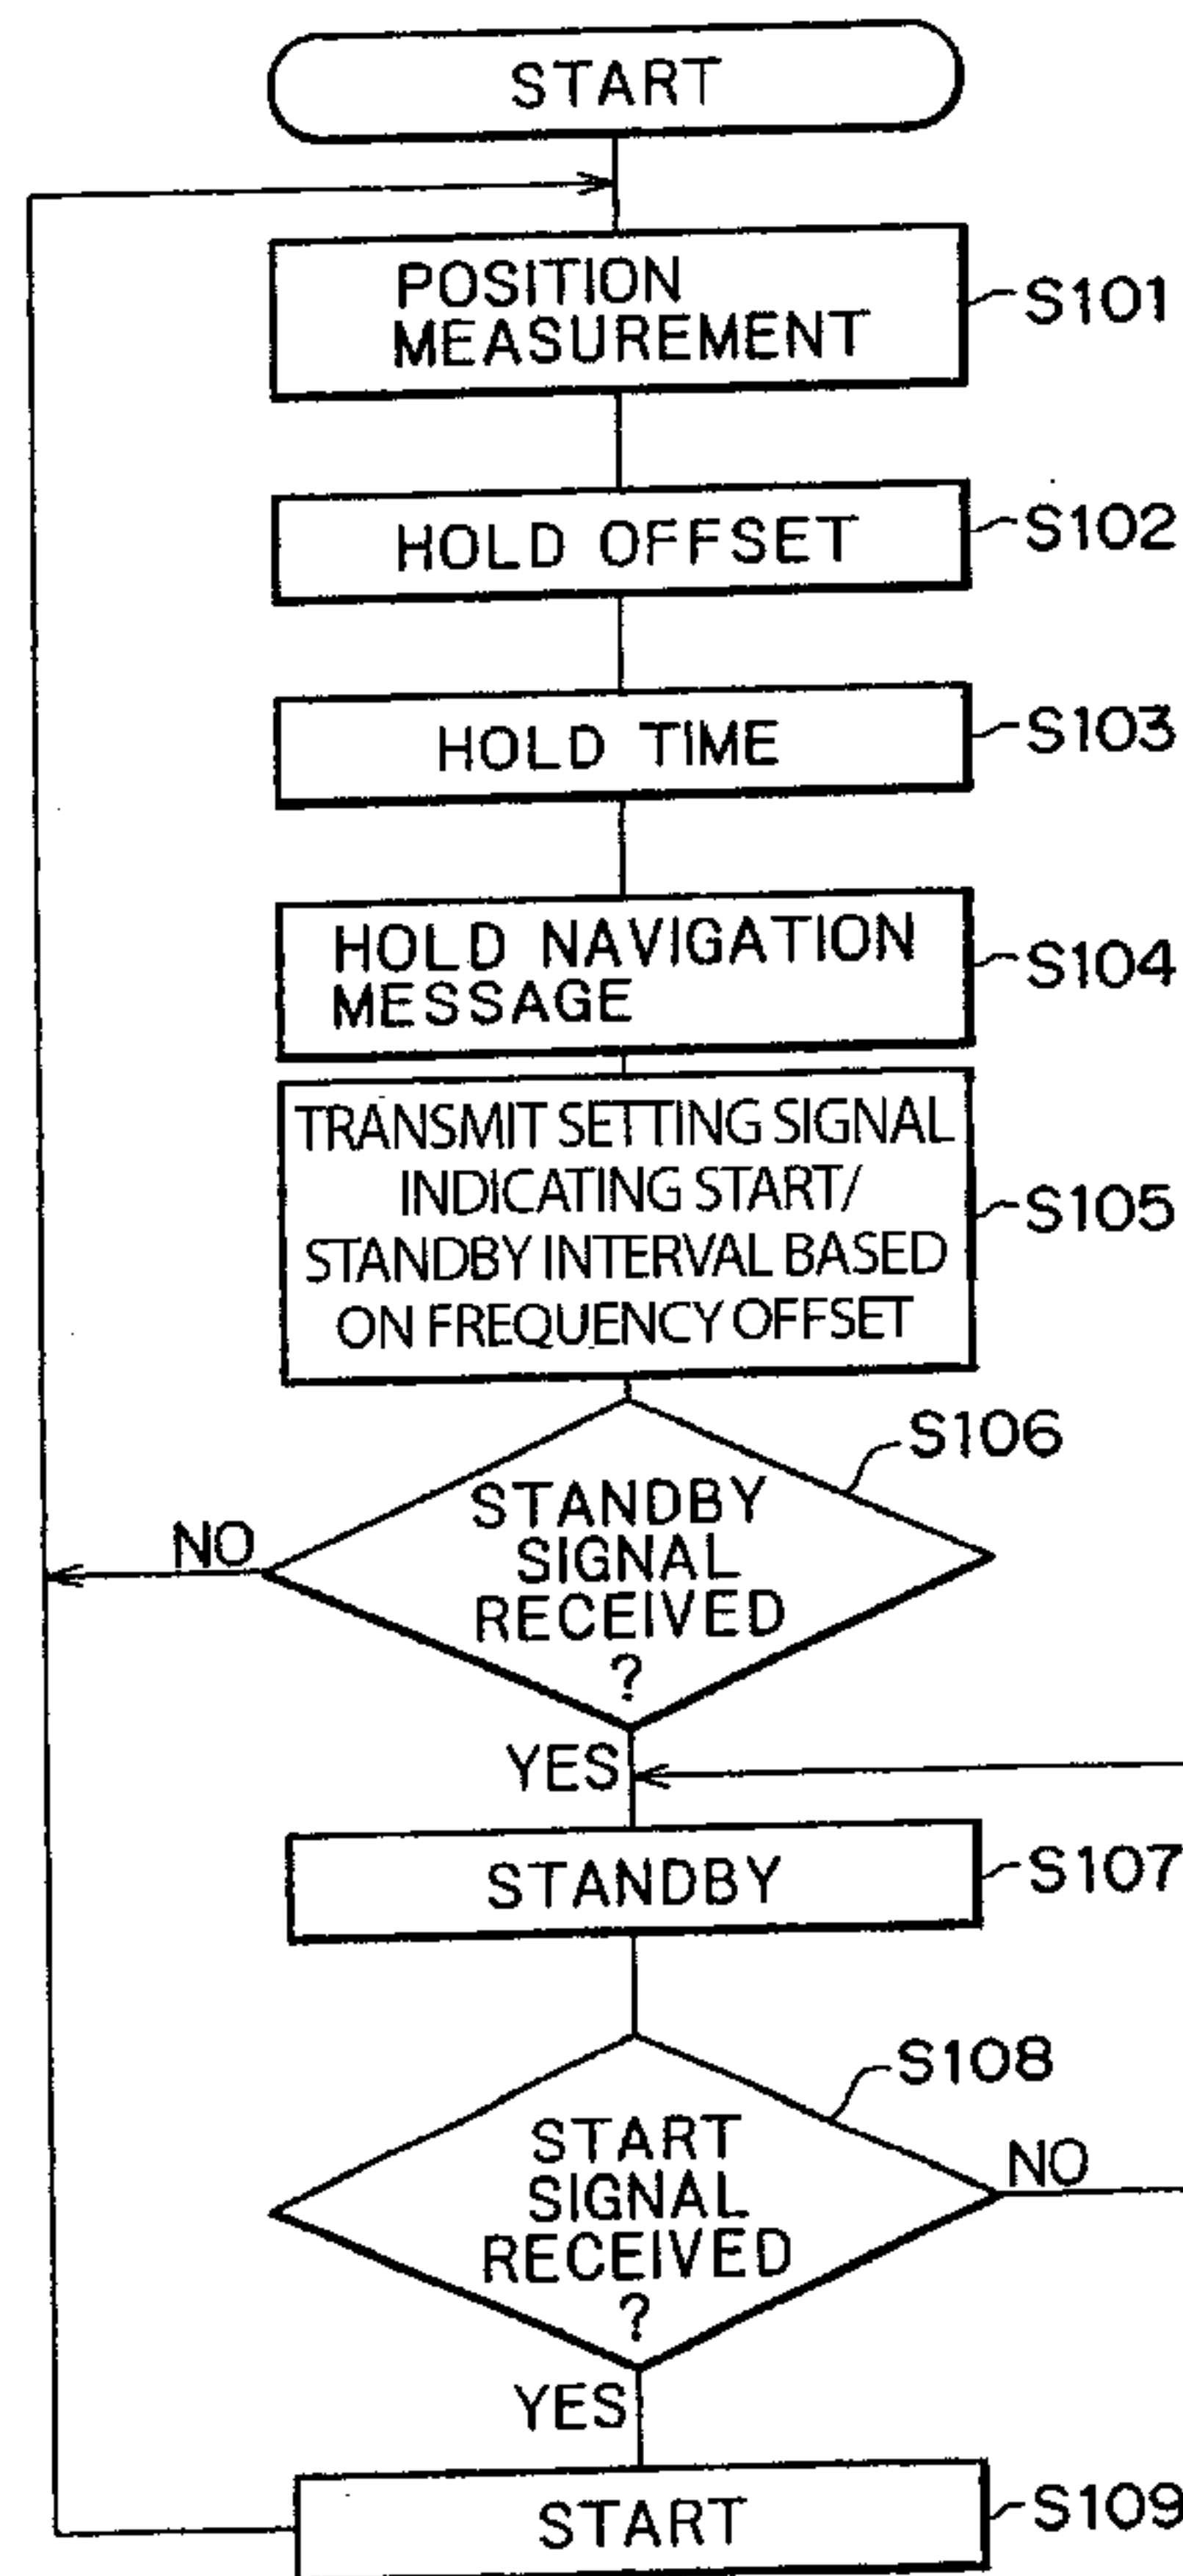 START
POSITION
MEASUREMENT
S101
HOLD OFFSET
S102
HOLD TIME
S103
HOLD NAVIGATION
MESSAGE
S104
TRANSMIT SETTING SIGNAL
INDICATING START/
STANDBY INTERVAL BASED
ON FREQUENCY OFFSET
S105
S106
STANDBY
SIGNAL
RECEIVED
?
NO
YES
STANDBY
S107
S108
START
SIGNAL
RECEIVED
?
NO
YES
START
S109